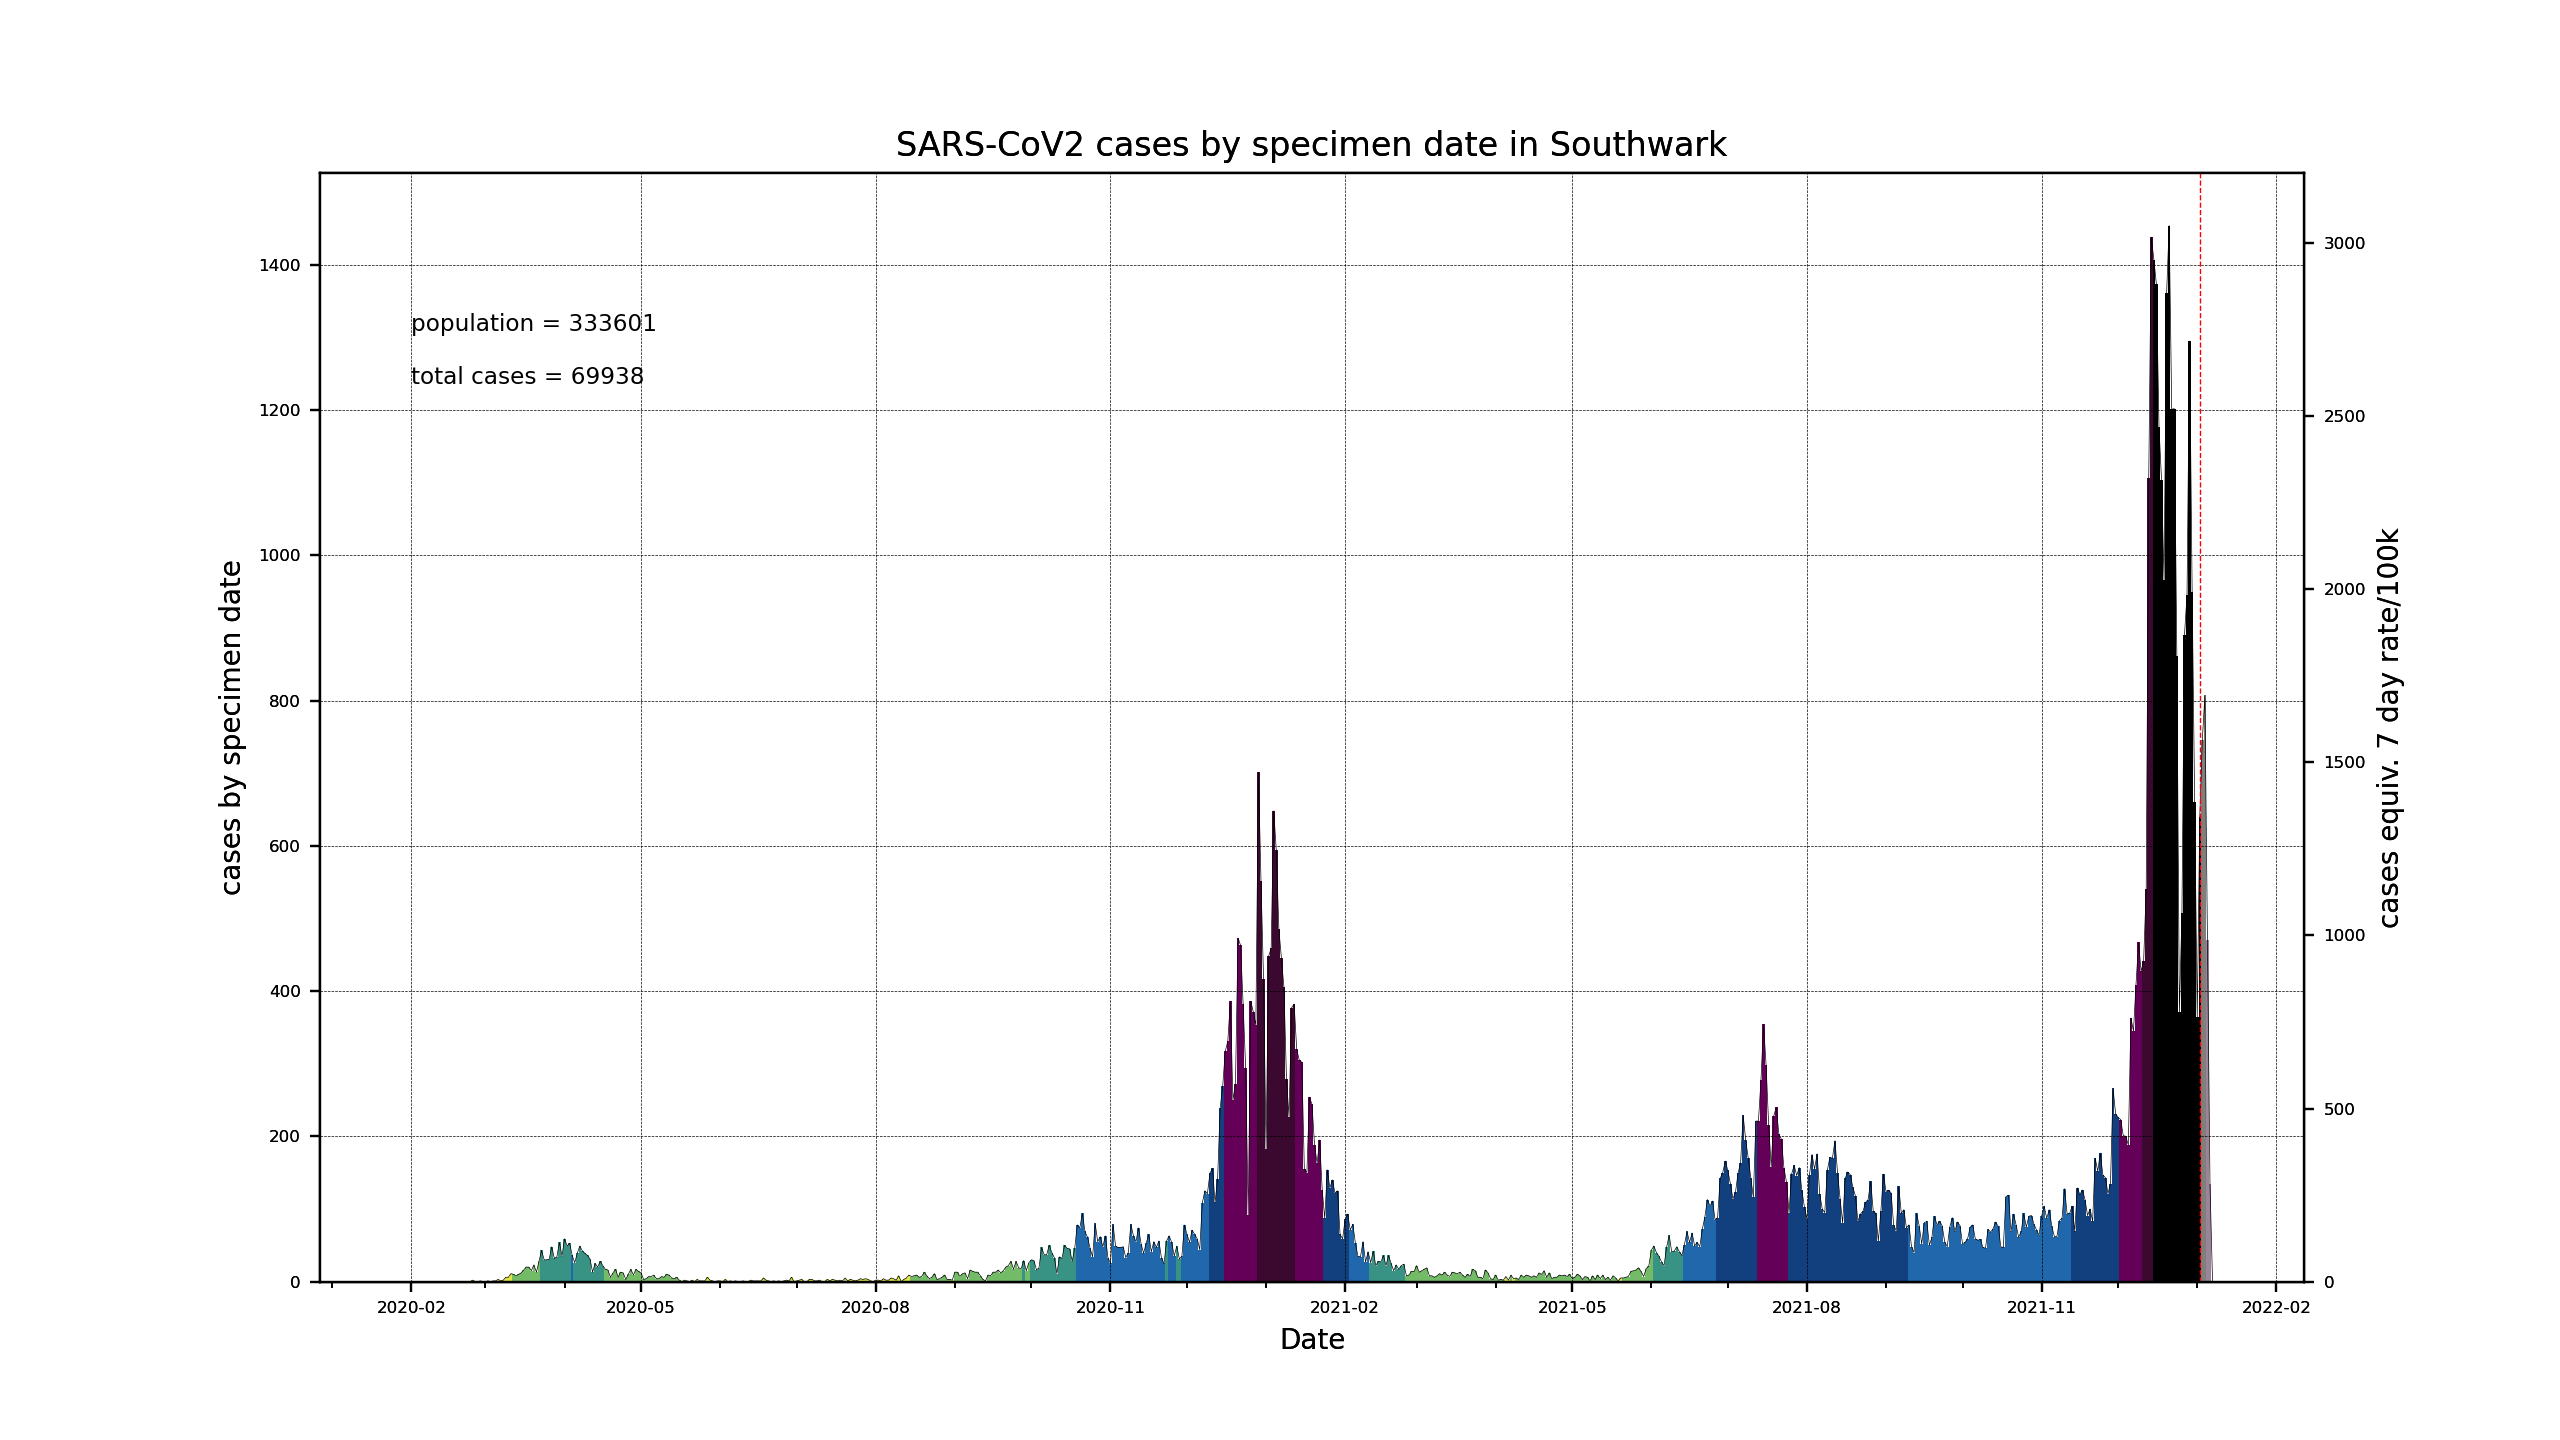 SARS-CoV2 cases by specimen date in Southwark
population = 333601
total cases = 69938
cases by specimen date
1400
1200
1000
800
600
400
200
0
3000
2500
2000
1500
1000
500
0
cases equiv. 7 day rate/100k
2020-02 2020-05 2020-08 2020-11 2021-02 2021-05 2021-08 2021-11 2022-02
Date